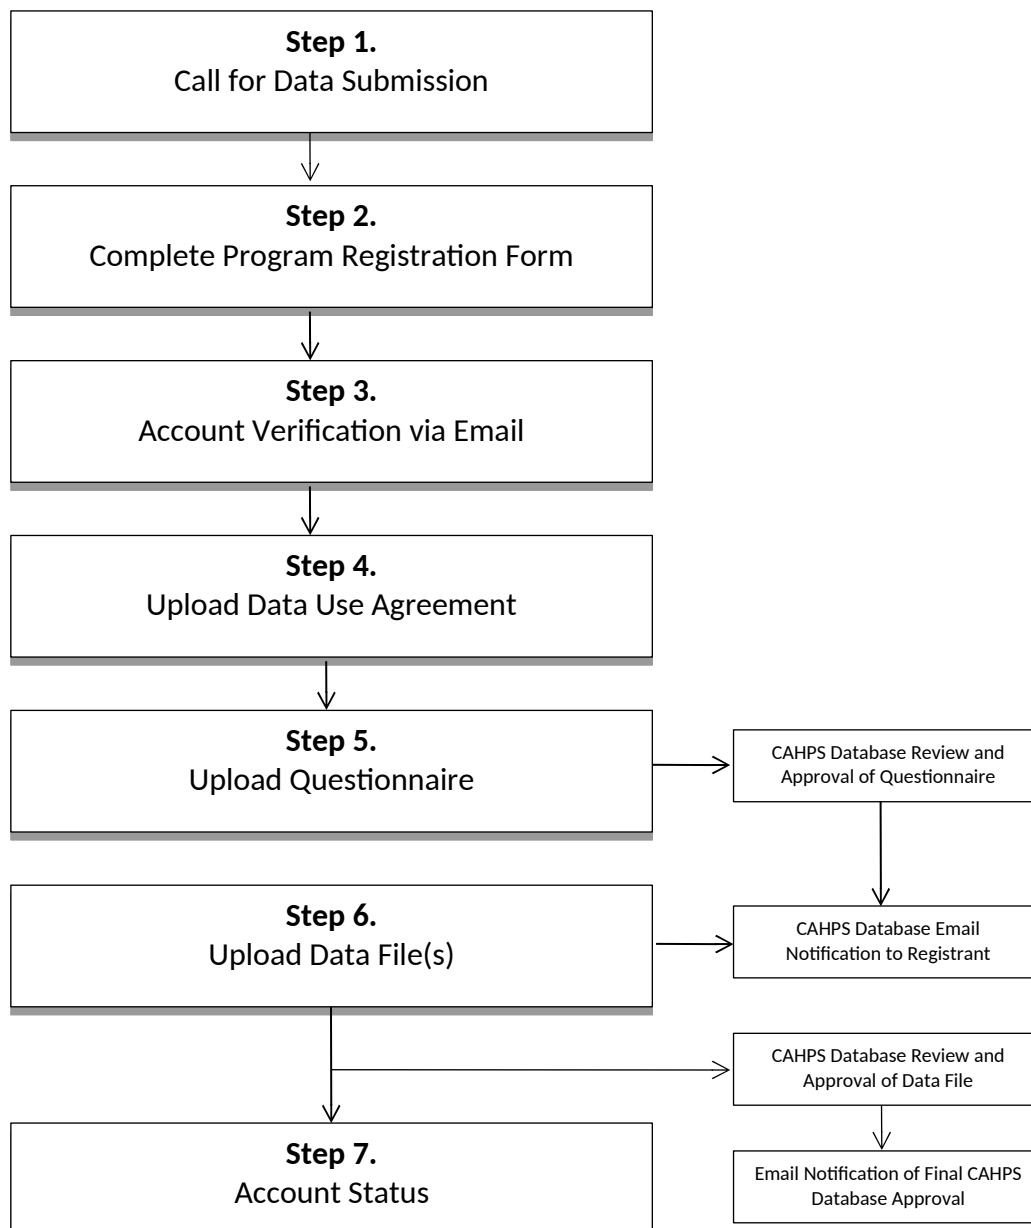 Step 1.
Call for Data Submission
Step 2.
Complete Program Registration Form
Step 3.
Account Verification via Email
Step 4.
Upload Data Use Agreement
Step 5.
Upload Questionnaire
CAHPS Database Review and
Approval of Questionnaire
Step 6.
Upload Data File(s)
CAHPS Database Email
Notification to Registrant
CAHPS Database Review and
Approval of Data File
Step 7.
Account Status
Email Notification of Final CAHPS
Database Approval